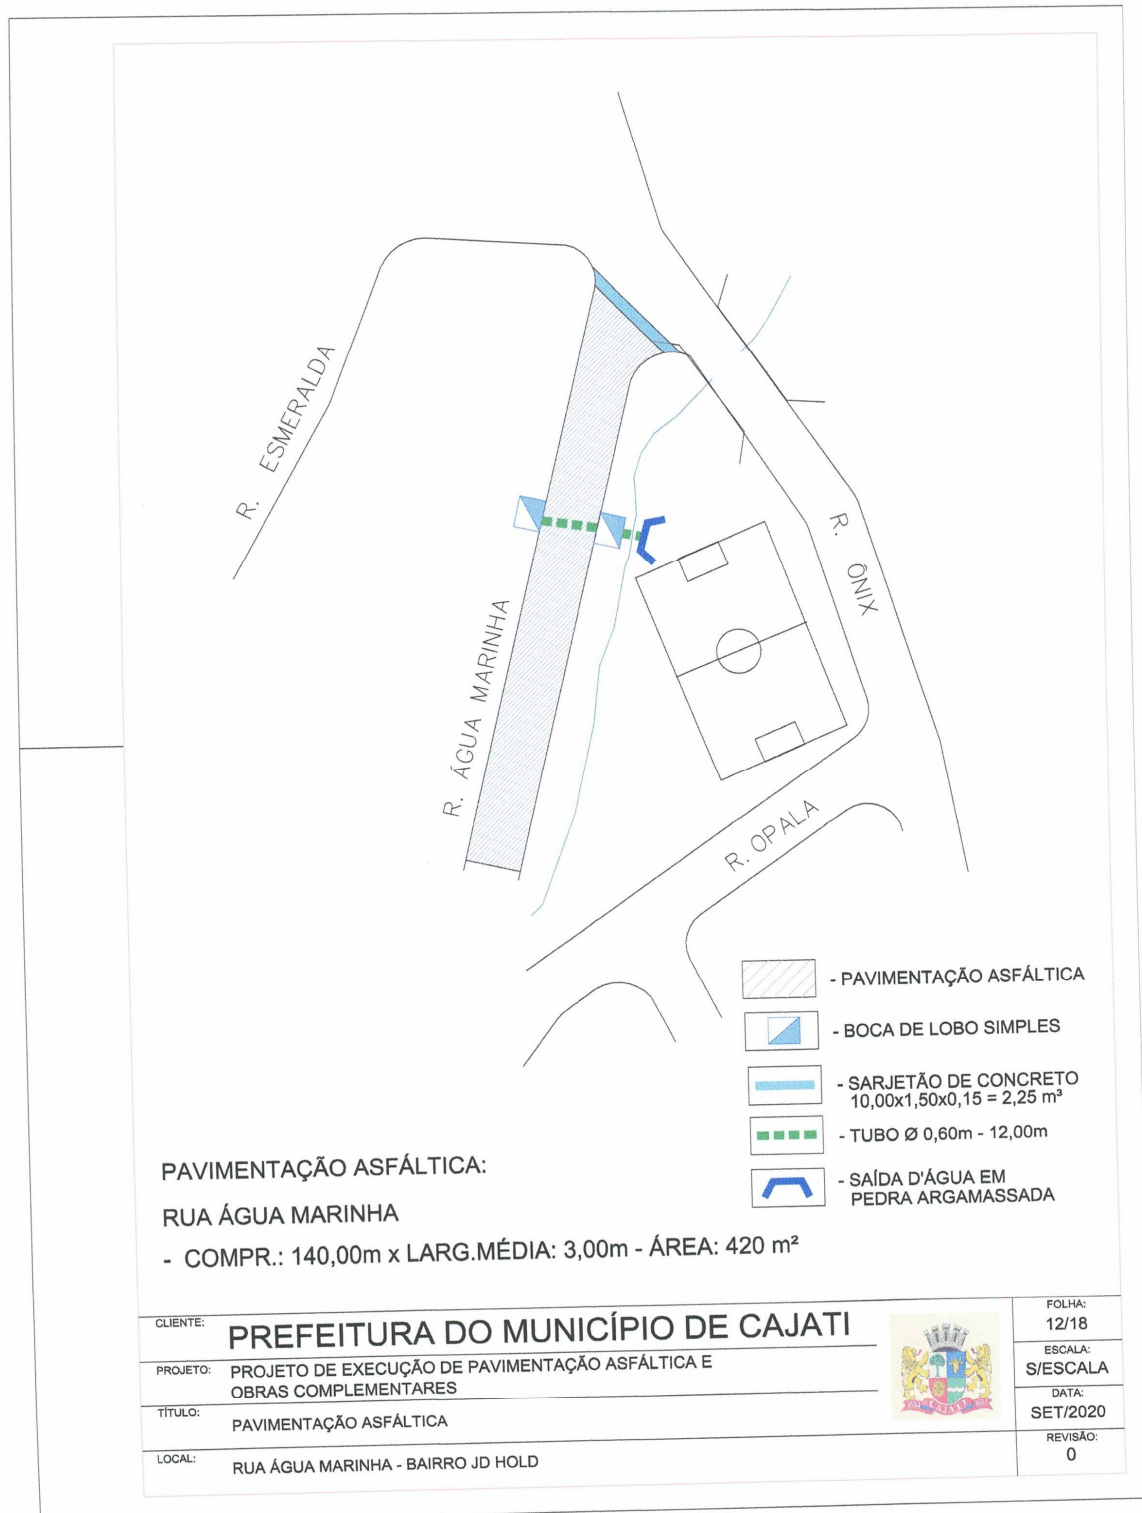 R. ESMERALDA
R. ÔNIX
R. ÁGUA MARINHA
R. OPALA
- PAVIMENTAÇÃO ASFÁLTICA
- BOCA DE LOBO SIMPLES
- SARJETÃO DE CONCRETO
10,00x1,50x0,15 = 2,25 m³
- TUBO Ø 0,60m - 12,00m
- SAÍDA D'ÁGUA EM
PEDRA ARGAMASSADA
PAVIMENTAÇÃO ASFÁLTICA:
RUA ÁGUA MARINHA
- COMPR.: 140,00m x LARG.MÉDIA: 3,00m - ÁREA: 420 m²
CLIENTE: PREFEITURA DO MUNICÍPIO DE CAJATI
PROJETO: PROJETO DE EXECUÇÃO DE PAVIMENTAÇÃO ASFÁLTICA E
OBRAS COMPLEMENTARES
TÍTULO: PAVIMENTAÇÃO ASFÁLTICA
LOCAL: RUA ÁGUA MARINHA - BAIRRO JD HOLD
CAJATI
FOLHA:
12/18
ESCALA:
S/ESCALA
DATA:
SET/2020
REVISÃO:
0